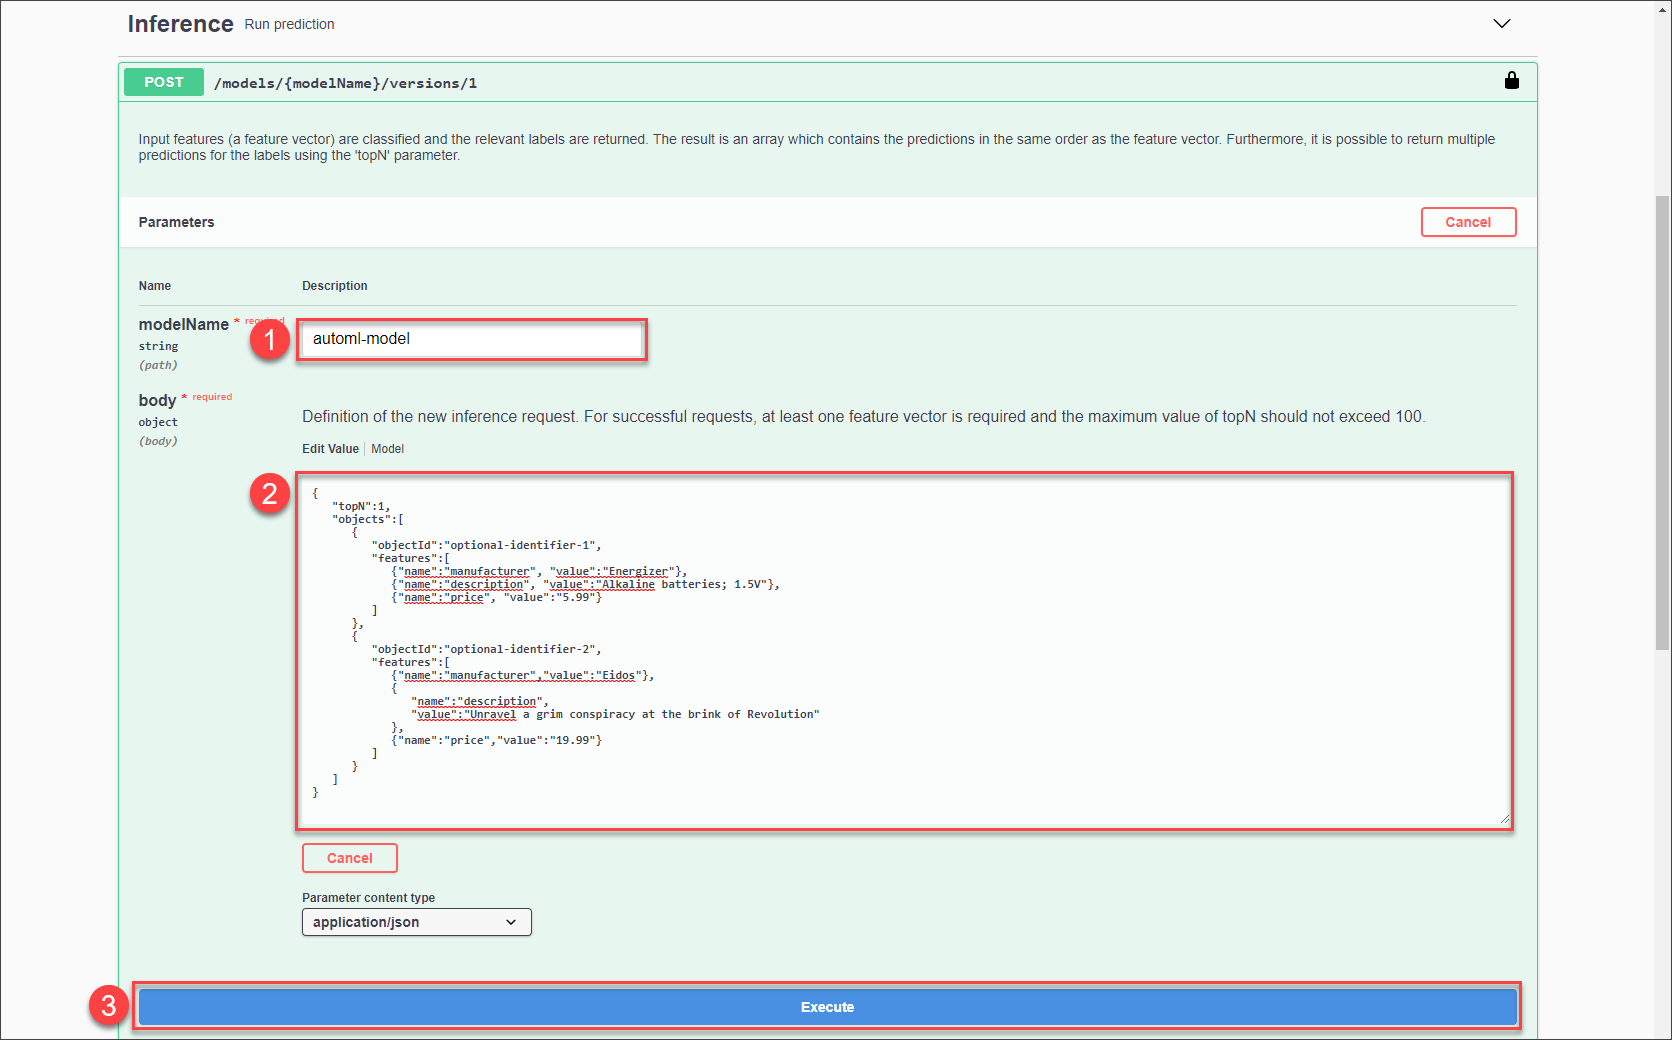 Inference Run prediction
POST /models/{modelName}/versions/1
Input features (a feature vector) are classified and the relevant labels are returned. The result is an array which contains the predictions in the same order as the feature vector. Furthermore, it is possible to return multiple
predictions for the labels using the 'topN' parameter.
Parameters
Cancel
Name Description
modelName * required
1
automl-model
string
(path)
body * required
object
(body)
Definition of the new inference request. For successful requests, at least one feature vector is required and the maximum value of topN should not exceed 100.
Edit Value | Model
2
{
"topN":1,
"objects":[
{
"objectId":"optional-identifier-1",
"features":[
{"name":"manufacturer", "value":"Energizer"},
{"name":"description", "value":"Alkaline batteries; 1.5V"},
{"name":"price", "value":"5.99"}
]
},
{
"objectId":"optional-identifier-2",
"features":[
{"name":"manufacturer","value":"Eidos"},
{
"name":"description",
"value":"Unravel a grim conspiracy at the brink of Revolution"
},
{"name":"price","value":"19.99"}
]
}
]
}
Cancel
Parameter content type
application/json
3
Execute